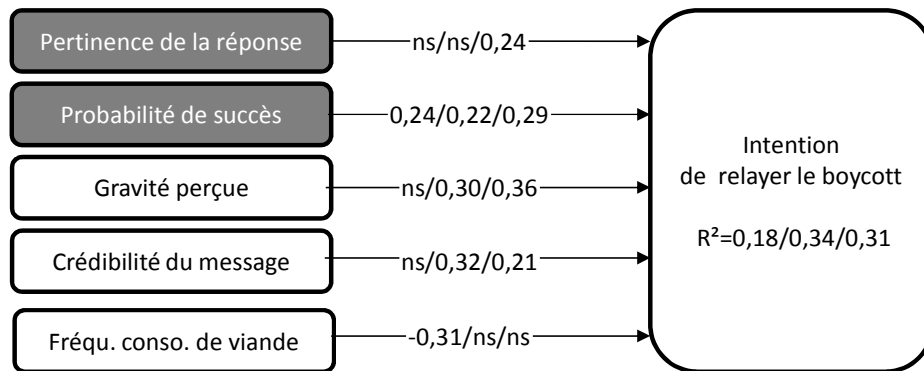 Pertinence de la réponse
ns/ns/0,24
Probabilité de succès
0,24/0,22/0,29
Gravité perçue
ns/0,30/0,36
Crédibilité du message
ns/0,32/0,21
Fréqu. conso. de viande
-0,31/ns/ns
Intention
de relayer le boycott
R²=0,18/0,34/0,31